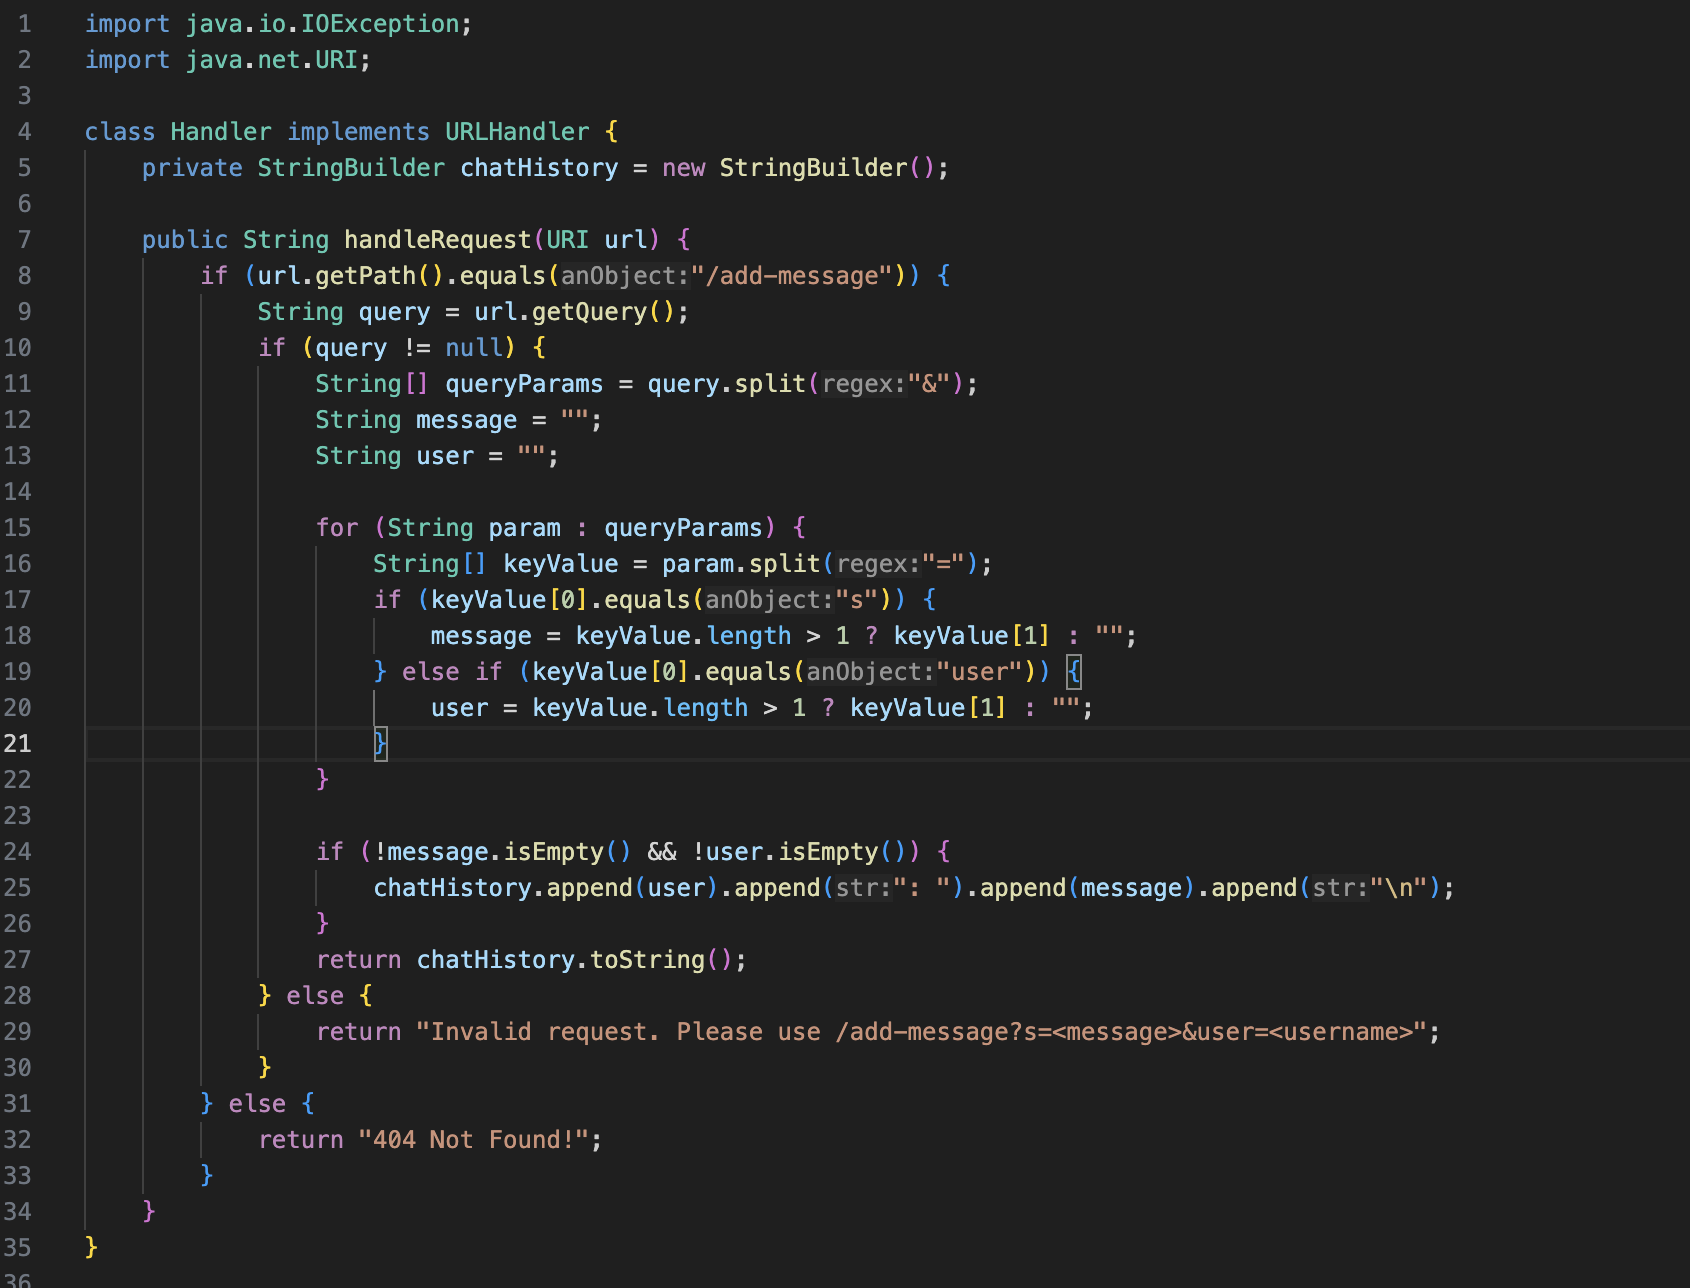 1 import java.io.IOException;
2 import java.net.URI;
3
4 class Handler implements URLHandler {
5 private StringBuilder chatHistory = new StringBuilder();
6
7 public String handleRequest(URI url) {
8 if (url.getPath().equals(anObject:"/add-message")) {
9 String query = url.getQuery();
10 if (query != null) {
11 String[] queryParams = query.split(regex:"&");
12 String message = "";
13 String user = "";
14
15 for (String param : queryParams) {
16 String[] keyValue = param.split(regex:"=");
17 if (keyValue[0].equals(anObject:"s")) {
18 message = keyValue.length > 1 ? keyValue[1] : "";
19 } else if (keyValue[0].equals(anObject:"user")) {
20 user = keyValue.length > 1 ? keyValue[1] : "";
21 }
22 }
23
24 if (!message.isEmpty() && !user.isEmpty()) {
25 chatHistory.append(user).append(str:": ").append(message).append(str:"\n");
26 }
27 return chatHistory.toString();
28 } else {
29 return "Invalid request. Please use /add-message?s=<message>&user=<username>";
30 }
31 } else {
32 return "404 Not Found!";
33 }
34 }
35 }
36